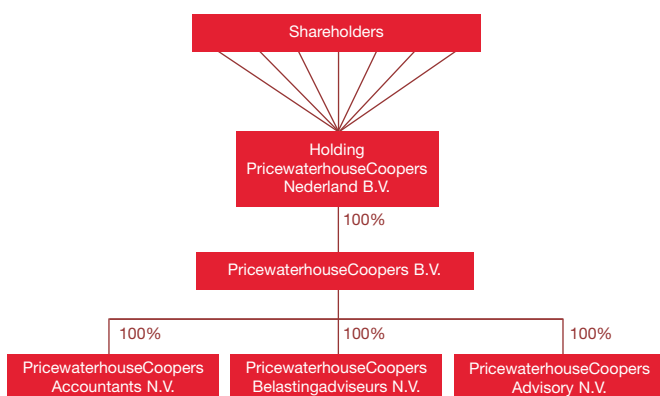 Shareholders
Holding
PricewaterhouseCoopers
Nederland B.V.
100%
PricewaterhouseCoopers B.V.
100%
100%
100%
PricewaterhouseCoopers
Accountants N.V.
PricewaterhouseCoopers
Belastingadviseurs N.V.
PricewaterhouseCoopers
Advisory N.V.